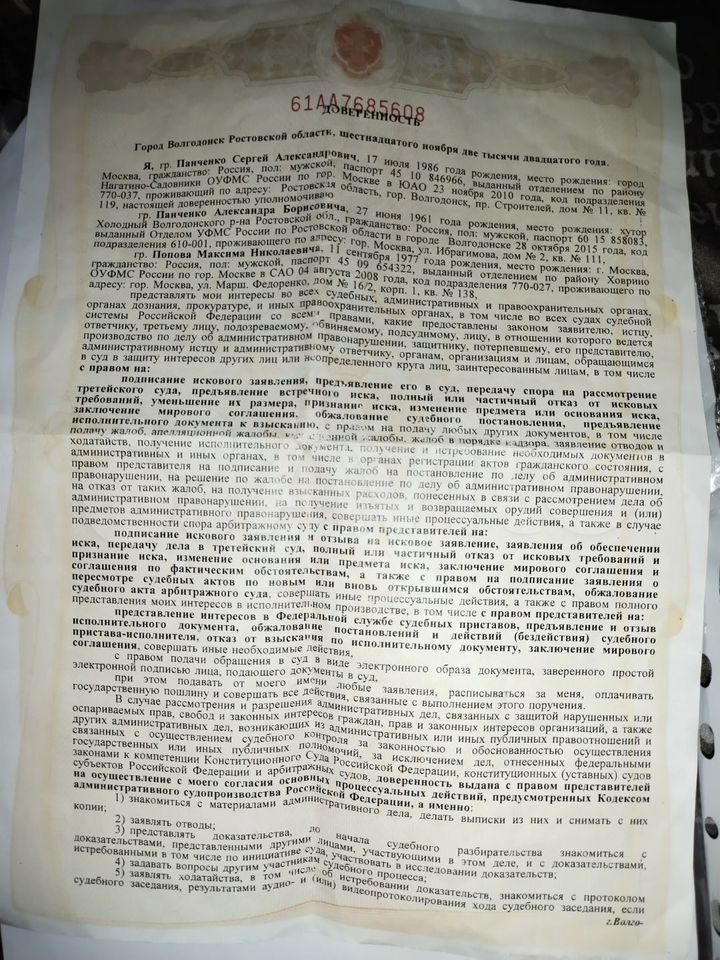 61АА7685608
ДОВЕРЕННОСТЬ
Город Волгодонск Ростовской области, шестнадцатого ноября две тысячи двадцатого года.
Я, гр. Панченко Сергей Александрович, 17 июля 1986 года рождения, место рождения: город
Москва, гражданство: Россия, пол: мужской, паспорт 45 10 846966, выданный отделением по району
Нагатино-Садовники ОУФМС России по гор. Москве в ЮАО 23 ноября 2010 года, код подразделения
770-037, проживающий по адресу: Ростовская область, гор. Волгодонск, пр. Строителей, дом № 11, кв. №
119, настоящей доверенностью уполномочиваю
гр. Панченко Александра Борисовича, 27 июня 1961 года рождения, место рождения: хутор
Холодный Волгодонского р-на Ростовской обл., гражданство: Россия, пол: мужской, паспорт 60 15 858083,
выданный Отделом УФМС России по Ростовской области в городе Волгодонске 28 октября 2015 года, код
подразделения 610-001, проживающего по адресу: гор. Москва, ул. Ибрагимова, дом № 2, кв. № 111,
гр. Попова Максима Николаевича, 11 сентября 1977 года рождения, место рождения: г. Москва,
гражданство: Россия, пол: мужской, паспорт 45 09 654322, выданный отделением по району Ховрино
ОУФМС России по гор. Москве в САО 04 августа 2008 года, код подразделения 770-027, проживающего по
адресу: гор. Москва, ул. Марш. Федоренко, дом № 16/2, корп. 1, кв. № 138,
представлять мои интересы во всех судебных, административных и правоохранительных органах,
органах дознания, прокуратуре, и иных правоохранительных органах, в том числе во всех судах судебной
системы Российской Федерации со всеми правами, какие предоставлены законом заявителю, истцу,
ответчику, третьему лицу, подозреваемому, обвиняемому, подсудимому, лицу, в отношении которого ведется
производство по делу об административном правонарушении, защитнику, потерпевшему, его представителю,
административному истцу и административному ответчику, органам, организациям и лицам, обращающимся
в суд в защиту интересов других лиц или неопределенного круга лиц, заинтересованным лицам, в том числе
с правом на:
подписание искового заявления, предъявление его в суд, передачу спора на рассмотрение
третейского суда, предъявление встречного иска, полный или частичный отказ от исковых
требований, уменьшение их размера, признание иска, изменение предмета или основания иска,
заключение мирового соглашения, обжалование судебного постановления, предъявление
исполнительного документа к взысканию, с правом на подачу любых других документов, в том числе
подачу жалоб, апелляционной жалобы, кассационной жалобы, жалоб в порядке надзора, заявление отводов и
ходатайств, получение исполнительного документа, получение и истребование необходимых документов в
административных и иных органах, в том числе в органах регистрации актов гражданского состояния, с
правом представителя на подписание и подачу жалоб на постановление по делу об административном
правонарушении, на решение по жалобе на постановление по делу об административном правонарушении,
на отказ от таких жалоб, на получение взысканных расходов, понесенных в связи с рассмотрением дела об
административном правонарушении, на получение изъятых и возвращаемых орудий совершения и (или)
предметов административного правонарушения, совершать иные процессуальные действия, а также в случае
подведомственности спора арбитражному суду с правом представителей на:
подписание искового заявления и отзыва на исковое заявление, заявления об обеспечении
иска, передачу дела в третейский суд, полный или частичный отказ от исковых требований и
признание иска, изменение основания или предмета иска, заключение мирового соглашения и
соглашения по фактическим обстоятельствам, а также с правом на подписание заявления о
пересмотре судебных актов по новым или вновь открывшимся обстоятельствам, обжалование
судебного акта арбитражного суда, совершать иные процессуальные действия, а также с правом полного
представления моих интересов в исполнительном производстве, в том числе с правом представителей на:
представление интересов в Федеральной службе судебных приставов, предъявление и отзыв
исполнительного документа, обжалование постановлений и действий (бездействия) судебного
пристава-исполнителя, отказ от взыскания по исполнительному документу, заключение мирового
соглашения, совершать иные необходимые действия,
с правом подачи обращения в суд в виде электронного образа документа, заверенного простой
электронной подписью лица, подающего документы в суд,
при этом подавать от моего имени любые заявления, расписываться за меня, оплачивать
государственную пошлину и совершать все действия, связанные с выполнением этого поручения.
В случае рассмотрения и разрешения административных дел, связанных с защитой нарушенных или
оспариваемых прав, свобод и законных интересов граждан, прав и законных интересов организаций, а также
других административных дел, возникающих из административных или иных публичных правоотношений и
связанных с осуществлением судебного контроля за законностью и обоснованностью осуществления
государственных или иных публичных полномочий, за исключением дел, отнесенных федеральными
законами к компетенции Конституционного Суда Российской Федерации, конституционных (уставных) судов
субъектов Российской Федерации и арбитражных судов, доверенность выдана с правом представителей
на осуществление с моего согласия основных процессуальных действий, предусмотренных Кодексом
административного судопроизводства Российской Федерации, а именно:
1) знакомиться с материалами административного дела, делать выписки из них и снимать с них
копии;
2) заявлять отводы;
3) представлять доказательства, до начала судебного разбирательства знакомиться с
доказательствами, представленными другими лицами, участвующими в этом деле, и с доказательствами,
истребованными в том числе по инициативе суда, участвовать в исследовании доказательств;
4) задавать вопросы другим участникам судебного процесса;
5) заявлять ходатайства, в том числе об истребовании доказательств, знакомиться с протоколом
судебного заседания, результатами аудио- и (или) видеопротоколирования хода судебного заседания, если
г.Волго-